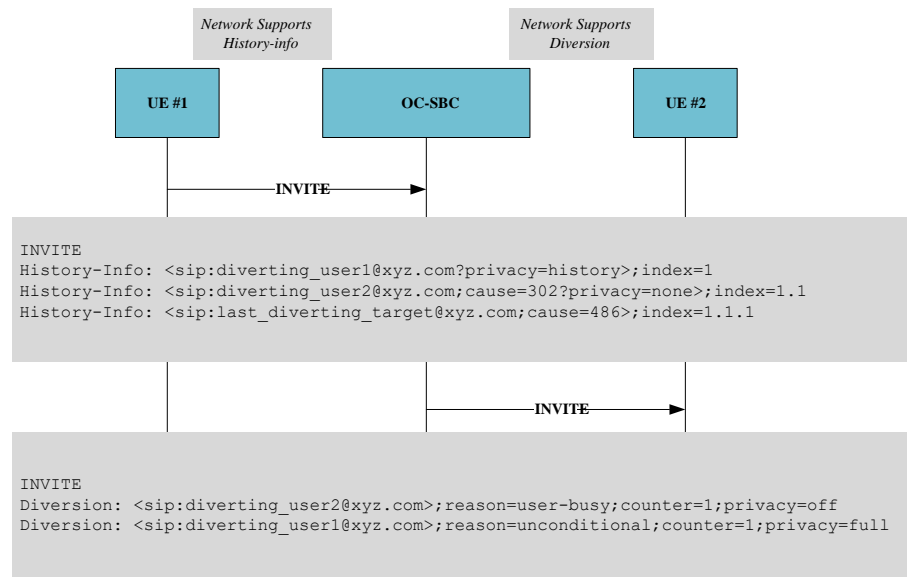 Network Supports
History-info
Network Supports
Diversion
UE #1
OC-SBC
UE #2
INVITE
INVITE
History-Info: <sip:diverting_user1@xyz.com?privacy=history>;index=1
History-Info: <sip:diverting_user2@xyz.com;cause=302?privacy=none>;index=1.1
History-Info: <sip:last_diverting_target@xyz.com;cause=486>;index=1.1.1
INVITE
INVITE
Diversion: <sip:diverting_user2@xyz.com>;reason=user-busy;counter=1;privacy=off
Diversion: <sip:diverting_user1@xyz.com>;reason=unconditional;counter=1;privacy=full